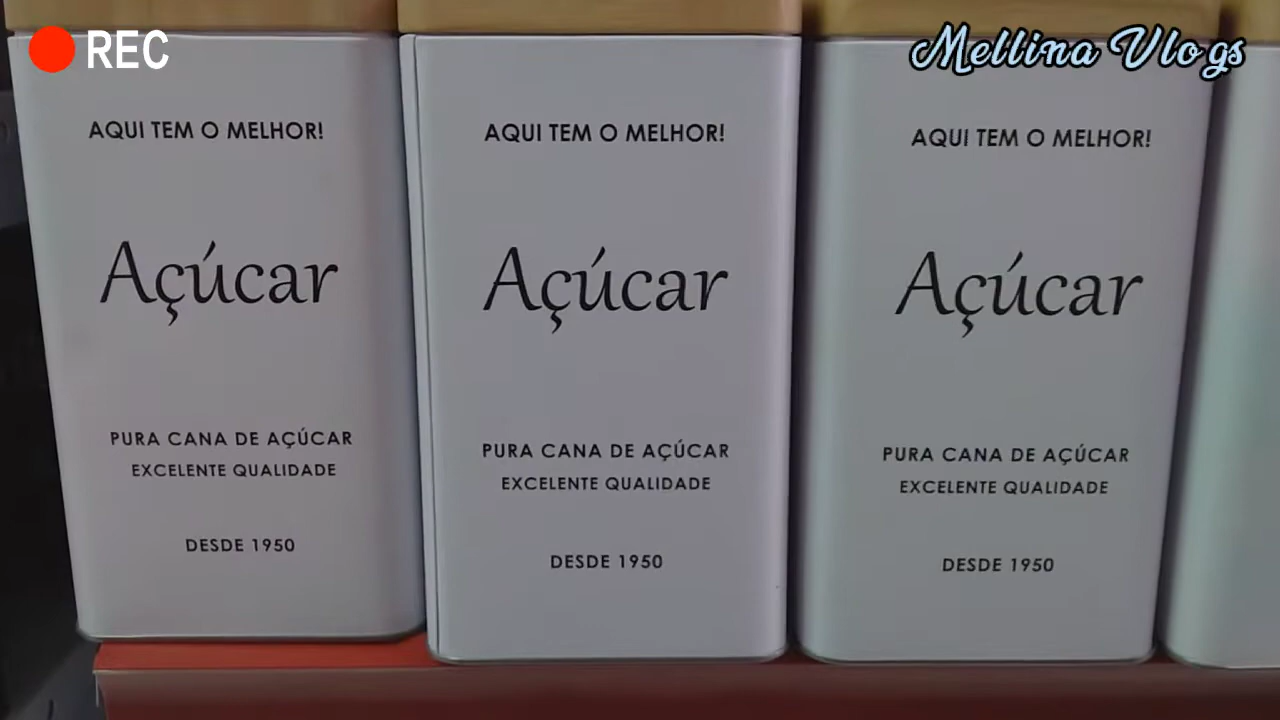 REC
Mellina Vlogs
AQUI TEM O MELHOR!
Açúcar
PURA CANA DE AÇÚCAR
EXCELENTE QUALIDADE
DESDE 1950
AQUI TEM O MELHOR!
Açúcar
PURA CANA DE AÇÚCAR
EXCELENTE QUALIDADE
DESDE 1950
AQUI TEM O MELHOR!
Açúcar
PURA CANA DE AÇÚCAR
EXCELENTE QUALIDADE
DESDE 1950